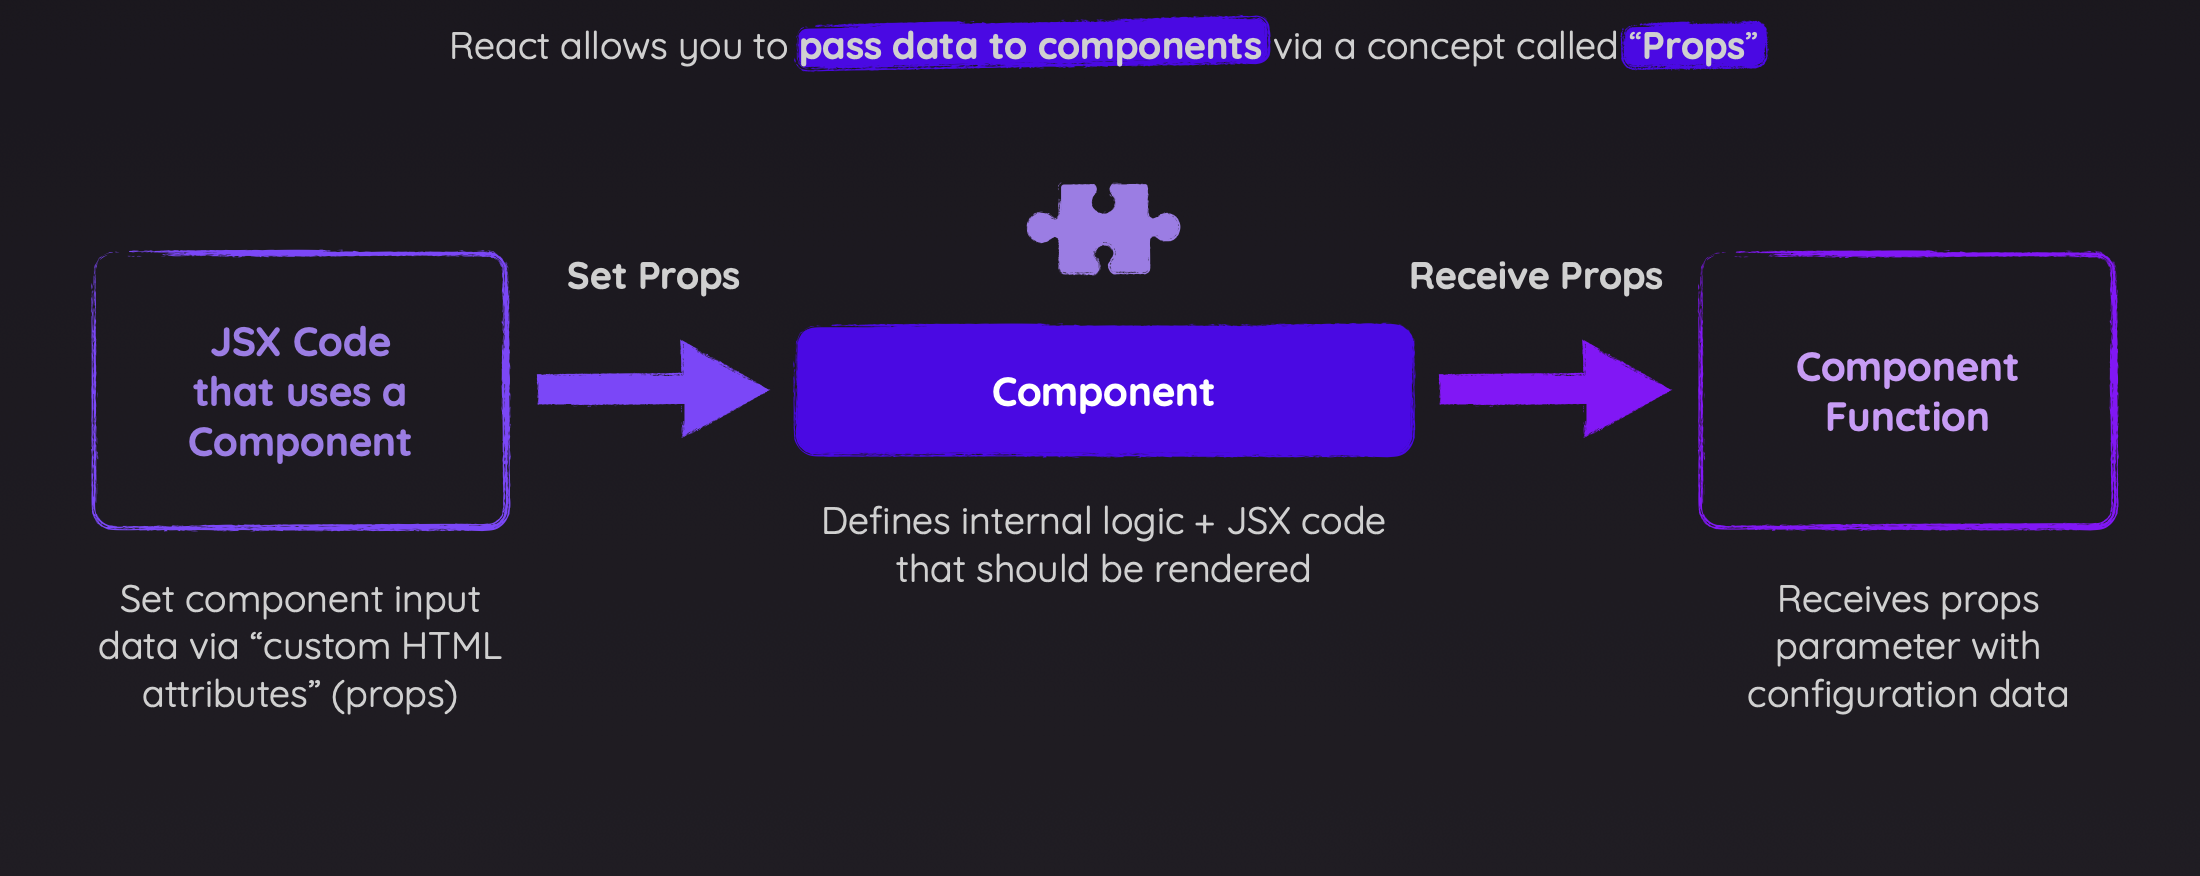 React allows you to pass data to components via a concept called “Props”
Set Props
Receive Props
JSX Code
that uses a
Component
Component
Component
Function
Defines internal logic + JSX code
that should be rendered
Set component input
data via “custom HTML
attributes” (props)
Receives props
parameter with
configuration data